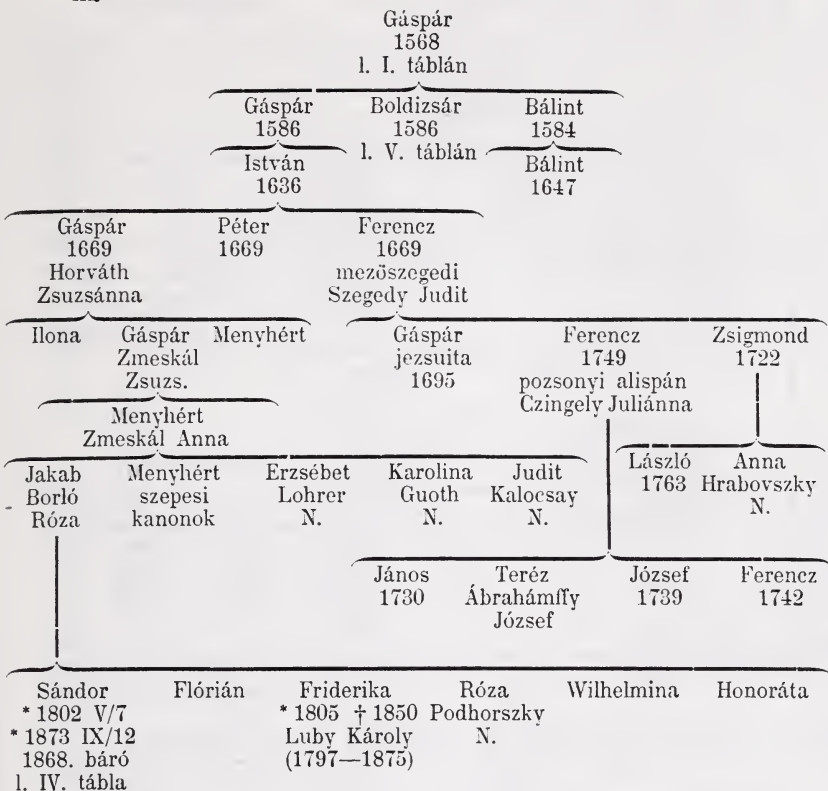 Gáspár
1568
l. I. táblán
Gáspár Boldizsár Bálint
1586 1586 1584
István l. V. táblán Bálint
1636 1647
Gáspár Péter Ferencz
1669 1669 1669
Horváth mezöszegedi
Zsuzsánna Szegedy Judit
Ilona Gáspár Menyhért Gáspár Ferencz Zsigmond
Zmeskál jezsuita 1749 1722
Zsuzs. 1695 pozsonyi alispán
Menyhért Czingely Juliánna
Zmeskál Anna
Jakab Menyhért Erzsébet Karolina Judit László Anna
Borló szepesi Lohrer Guoth Kalocsay 1763 Hrabovszky
Róza kanonok N. N. N. N.
János Teréz József Ferencz
1730 Ábrahámffy 1739 1742
József
Sándor Flórián Friderika Róza Wilhelmina Honoráta
* 1802 V/7 * 1805 † 1850 Podhorszky
* 1873 IX/12 Luby Károly N.
1868. báró (1797—1875)
l. IV. tábla